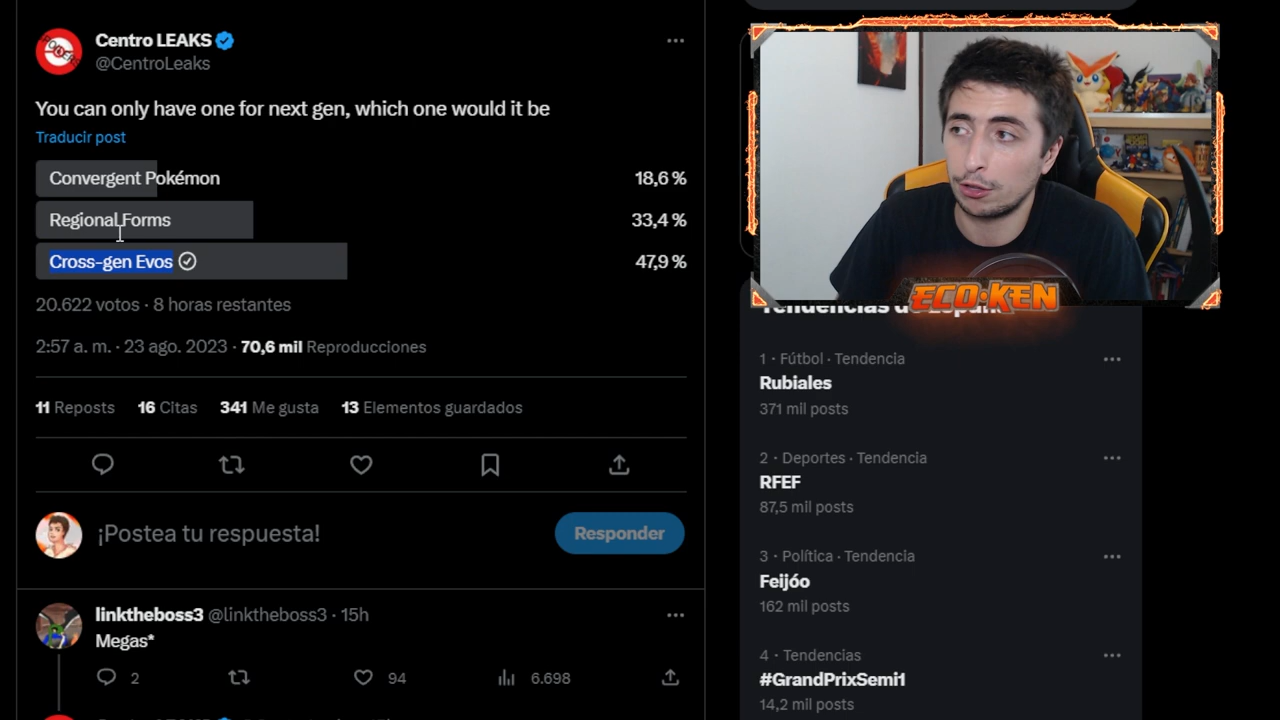 Centro LEAKS
@CentroLeaks
You can only have one for next gen, which one would it be
Traducir post
Convergent Pokémon 18,6 %
Regional Forms 33,4 %
Cross-gen Evos 47,9 %
20.622 votos · 8 horas restantes
2:57 a. m. · 23 ago. 2023 · 70,6 mil Reproducciones
11 Reposts 16 Citas 341 Me gusta 13 Elementos guardados
¡Postea tu respuesta!
Responder
linktheboss3 @linktheboss3 · 15h
Megas*
2 94 6.698
ECO·KEN
1 · Fútbol · Tendencia
Rubiales
371 mil posts
2 · Deportes · Tendencia
RFEF
87,5 mil posts
3 · Política · Tendencia
Feijóo
162 mil posts
4 · Tendencias
#GrandPrixSemi1
14,2 mil posts